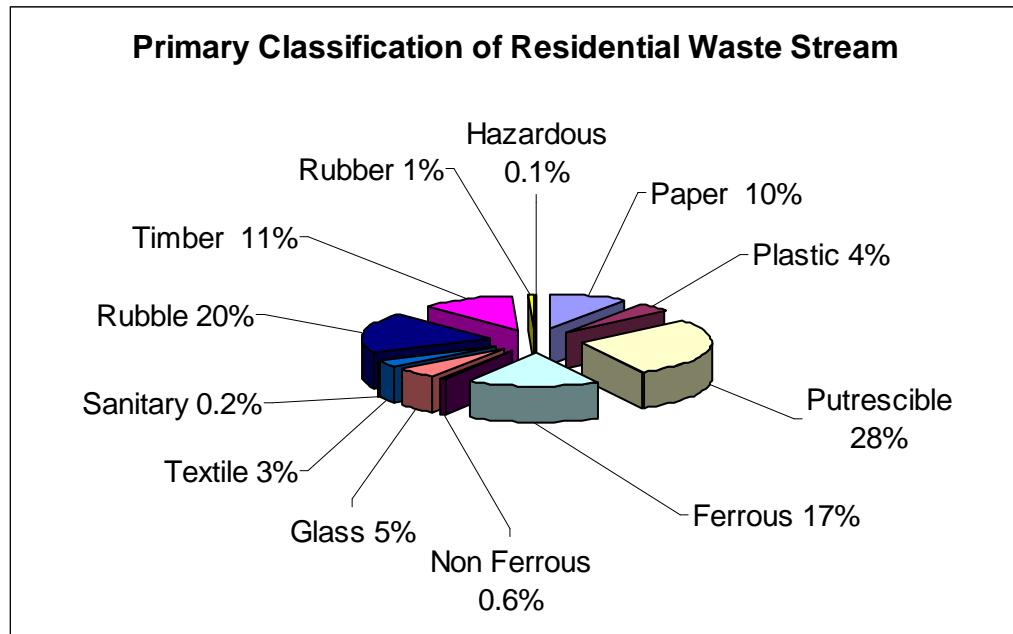 Primary Classification of Residential Waste Stream
Hazardous
0.1%
Rubber 1%
Paper 10%
Timber 11%
Plastic 4%
Rubble 20%
Sanitary 0.2%
Putrescible
28%
Textile 3%
Ferrous 17%
Glass 5%
Non Ferrous
0.6%